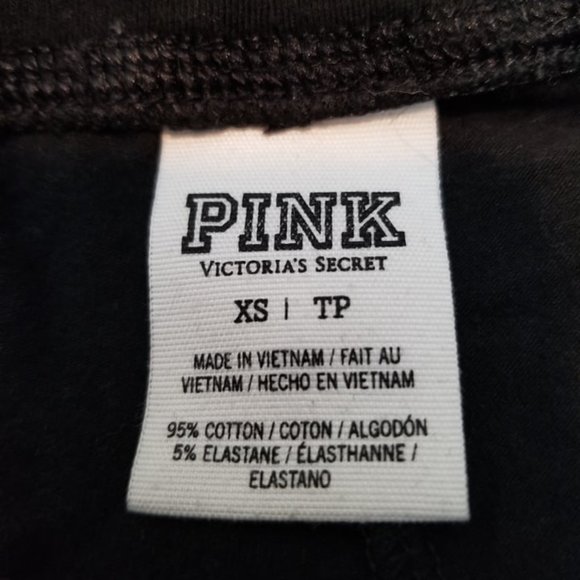 PINK
VICTORIA'S SECRET
XS | TP
MADE IN VIETNAM / FAIT AU
VIETNAM / HECHO EN VIETNAM
95% COTTON / COTON / ALGODÓN
5% ELASTANE / ÉLASTHANNE /
ELASTANO